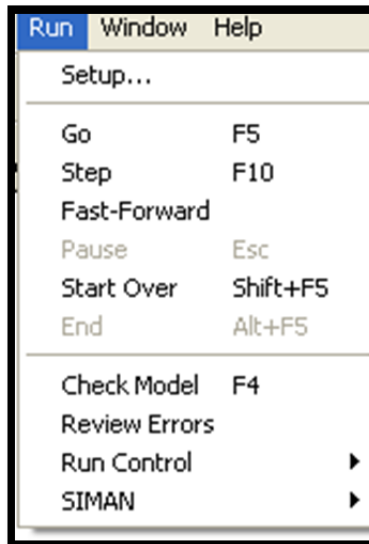 Run Window Help
Setup...
Go F5
Step F10
Fast-Forward
Pause Esc
Start Over Shift+F5
End Alt+F5
Check Model F4
Review Errors
Run Control
SIMAN